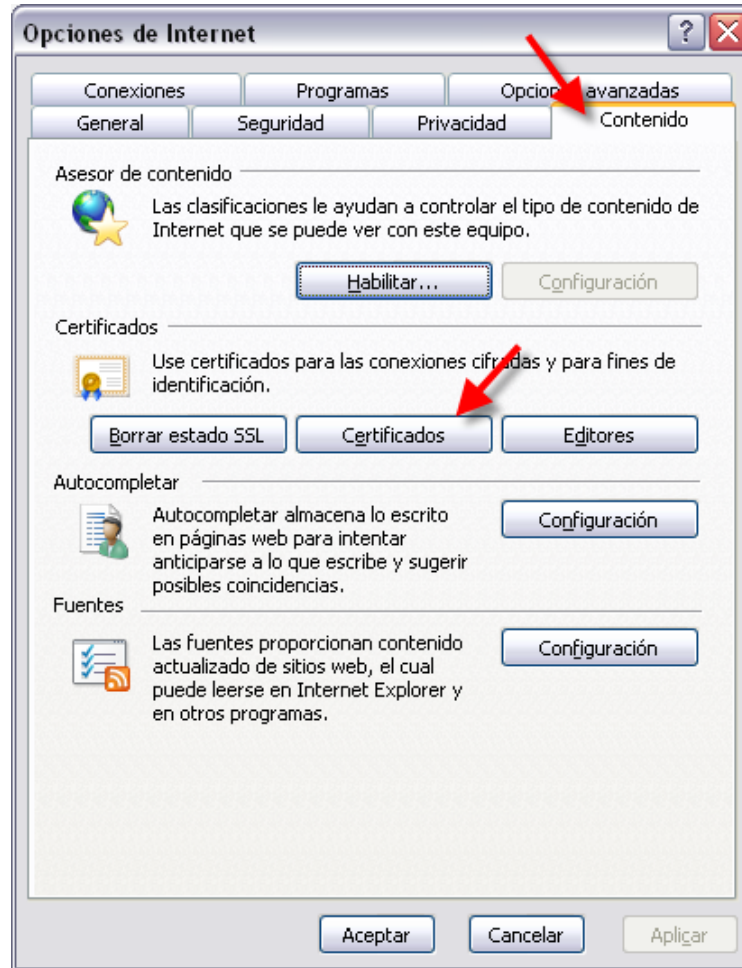 Opciones de Internet
Conexiones Programas Opciones avanzadas
General Seguridad Privacidad Contenido
Asesor de contenido
Las clasificaciones le ayudan a controlar el tipo de contenido de
Internet que se puede ver con este equipo.
Habilitar... Configuración
Certificados
Use certificados para las conexiones cifradas y para fines de
identificación.
Borrar estado SSL Certificados Editores
Autocompletar
Autocompletar almacena lo escrito
en páginas web para intentar
anticiparse a lo que escribe y sugerir
posibles coincidencias.
Configuración
Fuentes
Las fuentes proporcionan contenido
actualizado de sitios web, el cual
puede leerse en Internet Explorer y
en otros programas.
Configuración
Aceptar Cancelar Aplicar